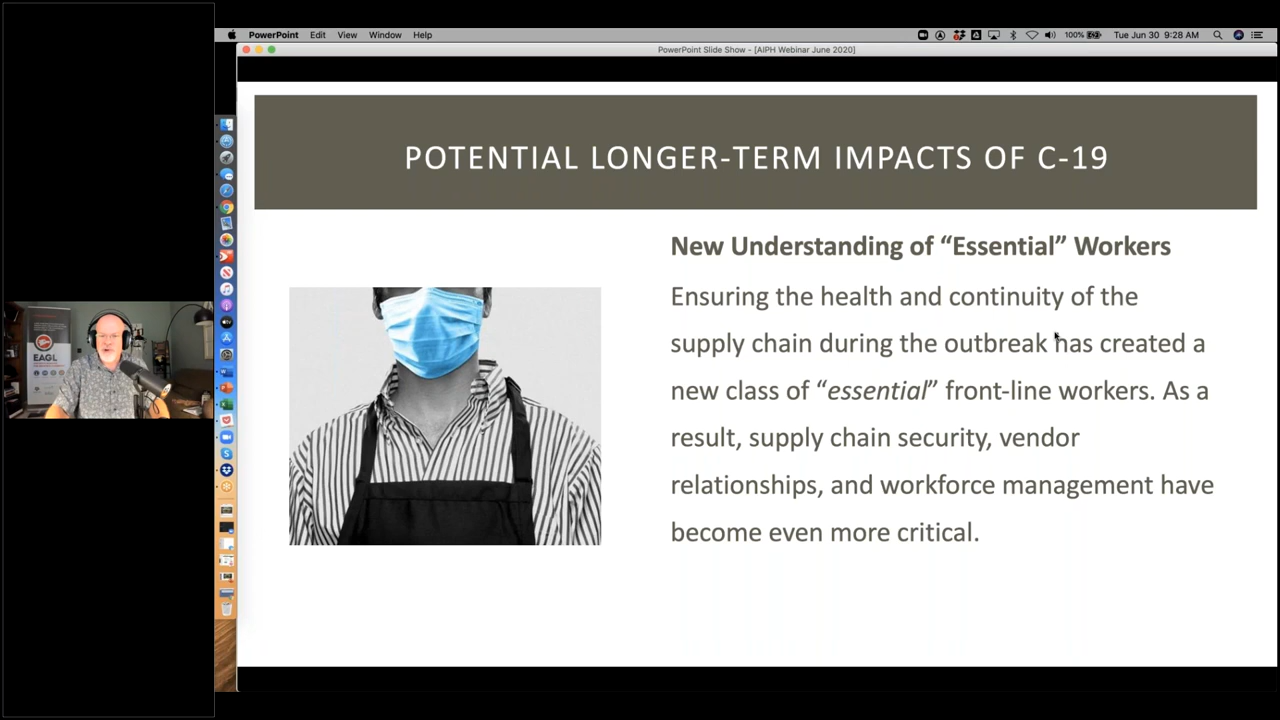 PowerPoint Edit View Window Help
100% Tue Jun 30 9:28 AM
PowerPoint Slide Show - [AIPH Webinar June 2020]
POTENTIAL LONGER-TERM IMPACTS OF C-19
New Understanding of “Essential” Workers
Ensuring the health and continuity of the
supply chain during the outbreak has created a
new class of “essential” front-line workers. As a
result, supply chain security, vendor
relationships, and workforce management have
become even more critical.
EAGL